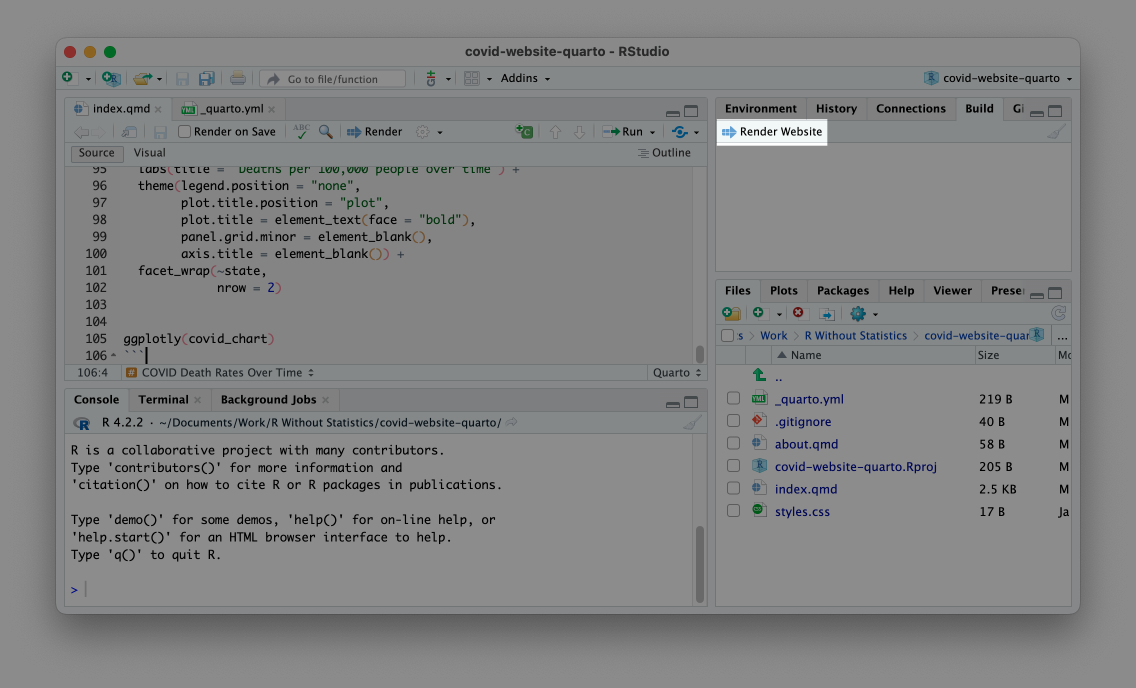 covid-website-quarto - RStudio
Go to file/function
Addins
covid-website-quarto
index.qmd
_quarto.yml
Render on Save
ABC
Render
Run
Source
Visual
Outline
95 labs(title = "Deaths per 100,000 people over time") +
96 theme(legend.position = "none",
97 plot.title.position = "plot",
98 plot.title = element_text(face = "bold"),
99 panel.grid.minor = element_blank(),
100 axis.title = element_blank()) +
101 facet_wrap(~state,
102 nrow = 2)
103
104
105 ggplotly(covid_chart)
106 ```
106:4
# COVID Death Rates Over Time
Quarto
Console
Terminal
Background Jobs
R 4.2.2 · ~/Documents/Work/R Without Statistics/covid-website-quarto/
R is a collaborative project with many contributors.
Type 'contributors()' for more information and
'citation()' on how to cite R or R packages in publications.
Type 'demo()' for some demos, 'help()' for on-line help, or
'help.start()' for an HTML browser interface to help.
Type 'q()' to quit R.
>
Environment
History
Connections
Build
Gi
Render Website
Files
Plots
Packages
Help
Viewer
Prese
s > Work > R Without Statistics > covid-website-quar
...
Name
Size
Mo
..
_quarto.yml 219 B M
.gitignore 40 B M
about.qmd 58 B M
covid-website-quarto.Rproj 205 B M
index.qmd 2.5 KB M
styles.css 17 B Ja